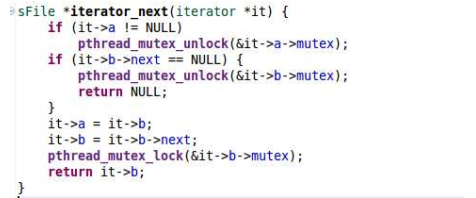 sFile *iterator_next(iterator *it) {
    if (it->a != NULL)
        pthread_mutex_unlock(&it->a->mutex);
    if (it->b->next == NULL) {
        pthread_mutex_unlock(&it->b->mutex);
        return NULL;
    }
    it->a = it->b;
    it->b = it->b->next;
    pthread_mutex_lock(&it->b->mutex);
    return it->b;
}